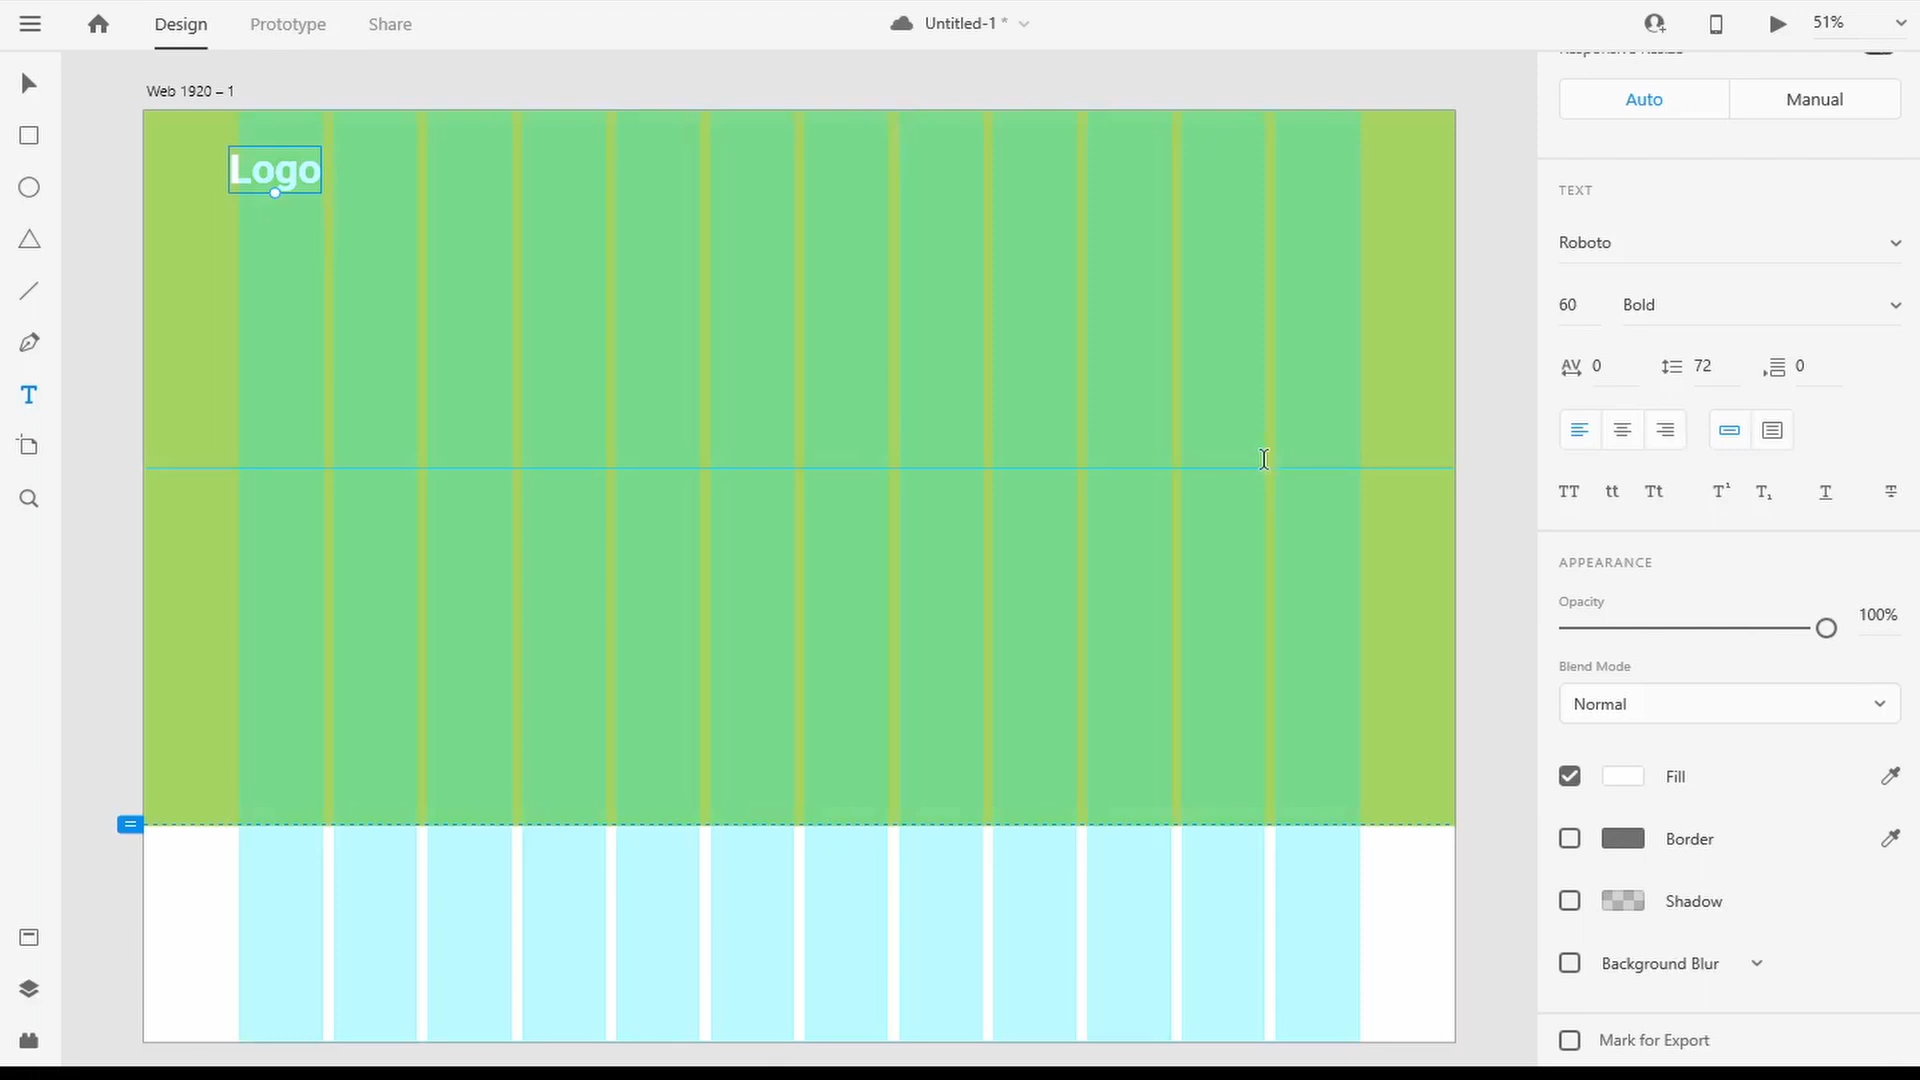 Design Prototype Share Untitled-1 * 51%
Responsive Resize
Web 1920 – 1
Auto Manual
Logo
TEXT
Roboto
60 Bold
AV 0 72 0
TT tt Tt T¹ T₁ T T
APPEARANCE
Opacity
100%
Blend Mode
Normal
Fill
Border
Shadow
Background Blur
Mark for Export